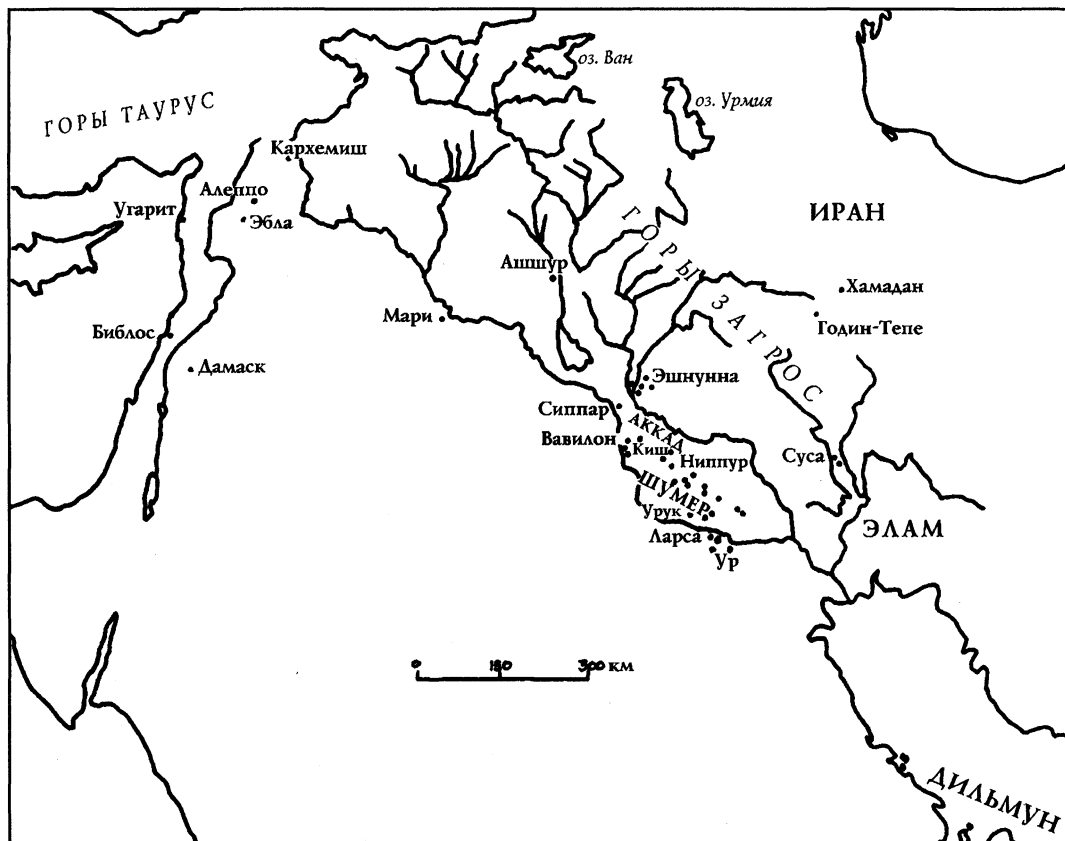 оз. Ван
оз. Урмия
ГОРЫ ТАУРУС
Кархемиш
Алеппо
Угарит
Эбла
ИРАН
ГОРЫ ЗАГРОС
Ашшур
Хамадан
Мари
Годин-Тепе
Библос
Дамаск
Эшнунна
Сиппар
АККАД
Вавилон
Киш
Ниппур
Суса
ШУМЕР
Урук
ЭЛАМ
Ларса
Ур
0 150 300 км
ДИЛЬМУН